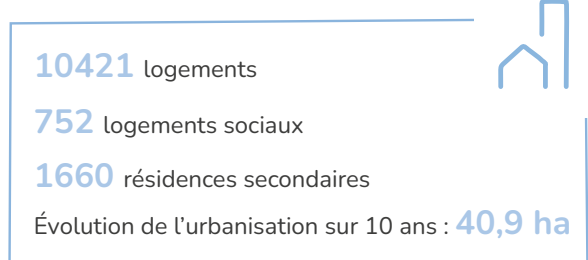 10421 logements
752 logements sociaux
1660 résidences secondaires
Évolution de l’urbanisation sur 10 ans : 40,9 ha